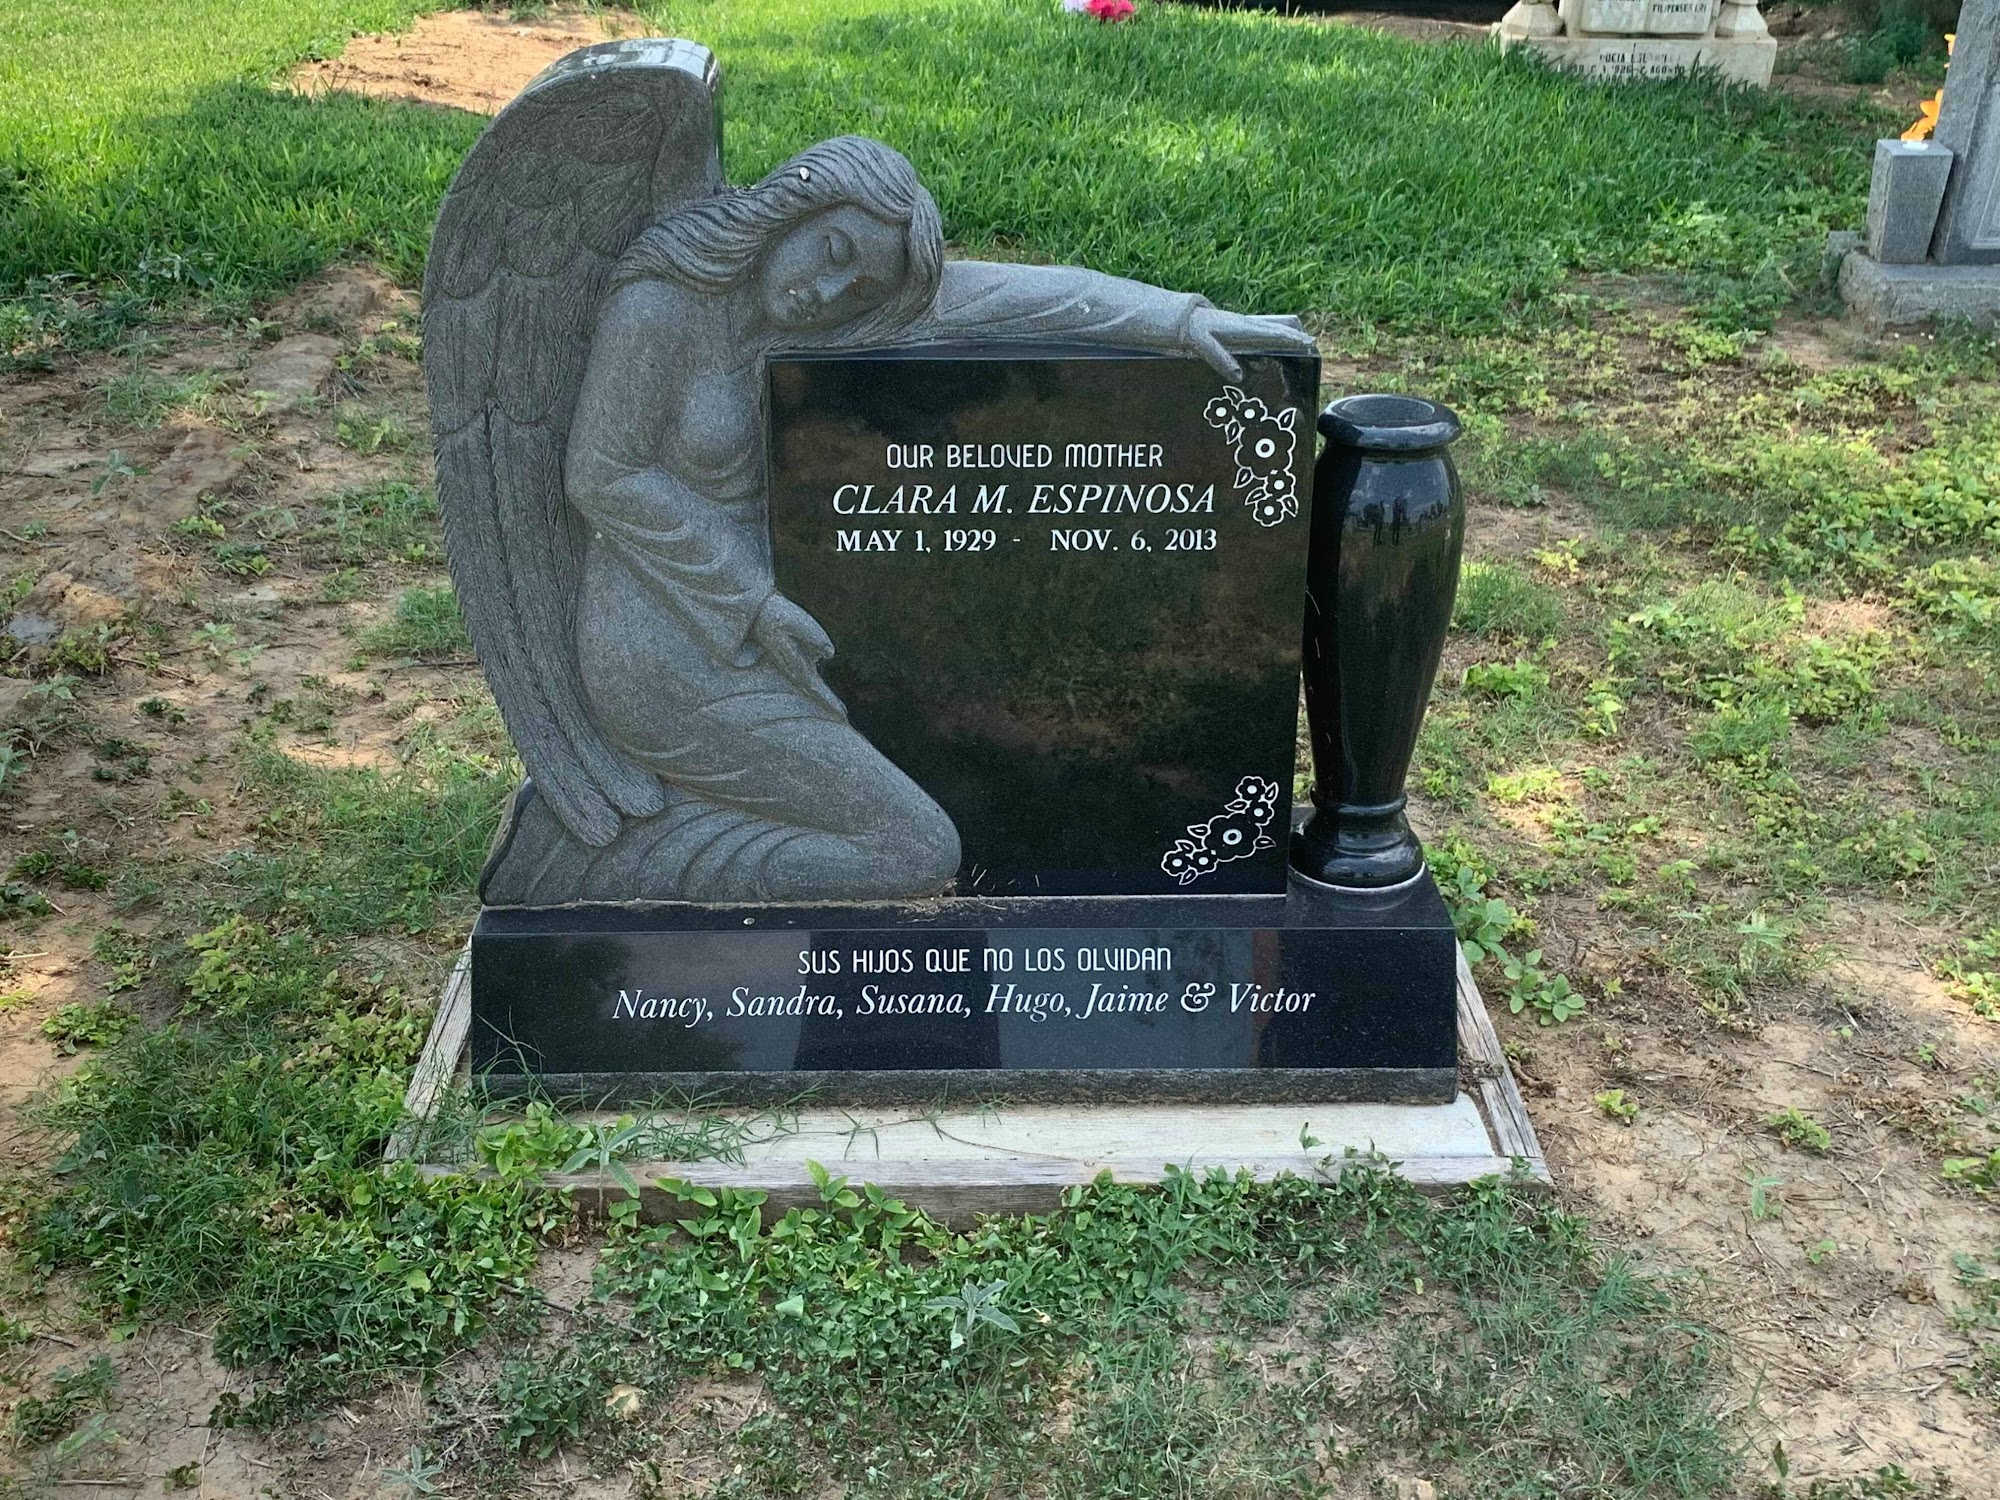 OUR BELOVED MOTHER
CLARA M. ESPINOSA
MAY 1, 1929 - NOV. 6, 2013
SUS HIJOS QUE NO LOS OLVIDAN
Nancy, Sandra, Susana, Hugo, Jaime & Victor